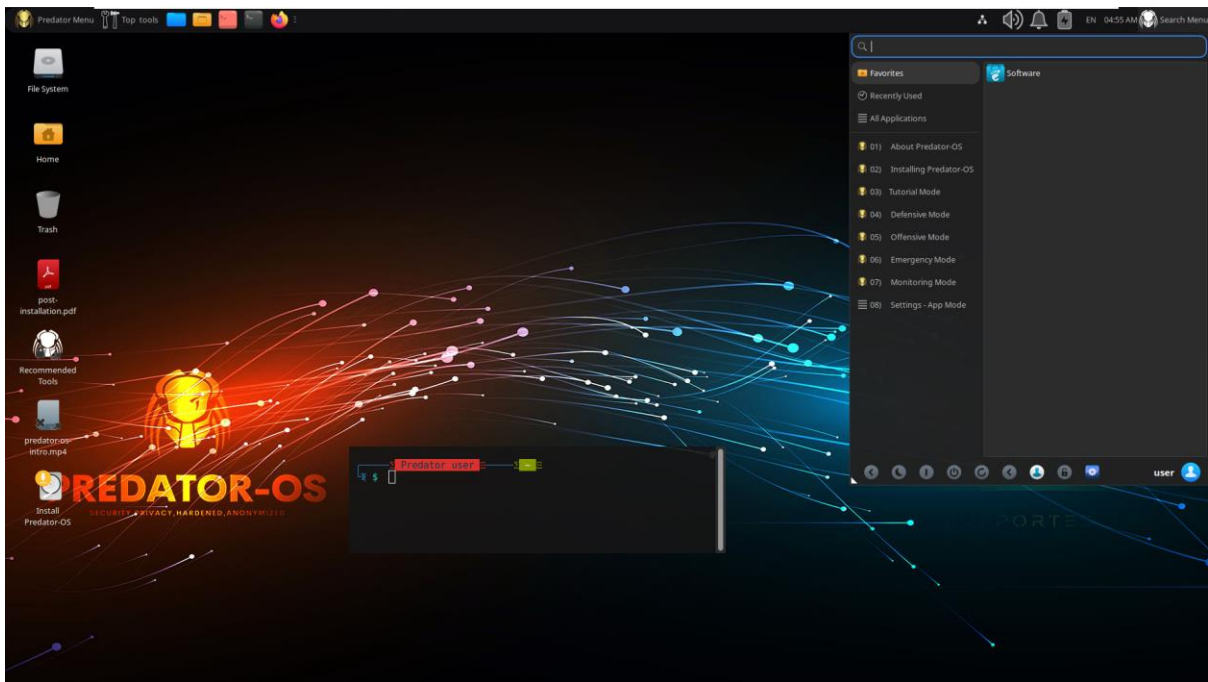 Predator Menu
Top tools
EN 04:55 AM
Search Menu
File System
Home
Trash
pdf
post-
installation.pdf
Recommended
Tools
predator-os-
intro.mp4
Install
Predator-OS
PREDATOR-OS
SECURITY,PRIVACY,HARDENED,ANONYMIZED
Predator user
~
$
Favorites
Software
Recently Used
All Applications
01) About Predator-OS
02) Installing Predator-OS
03) Tutorial Mode
04) Defensive Mode
05) Offensive Mode
06) Emergency Mode
07) Monitoring Mode
08) Settings - App Mode
user